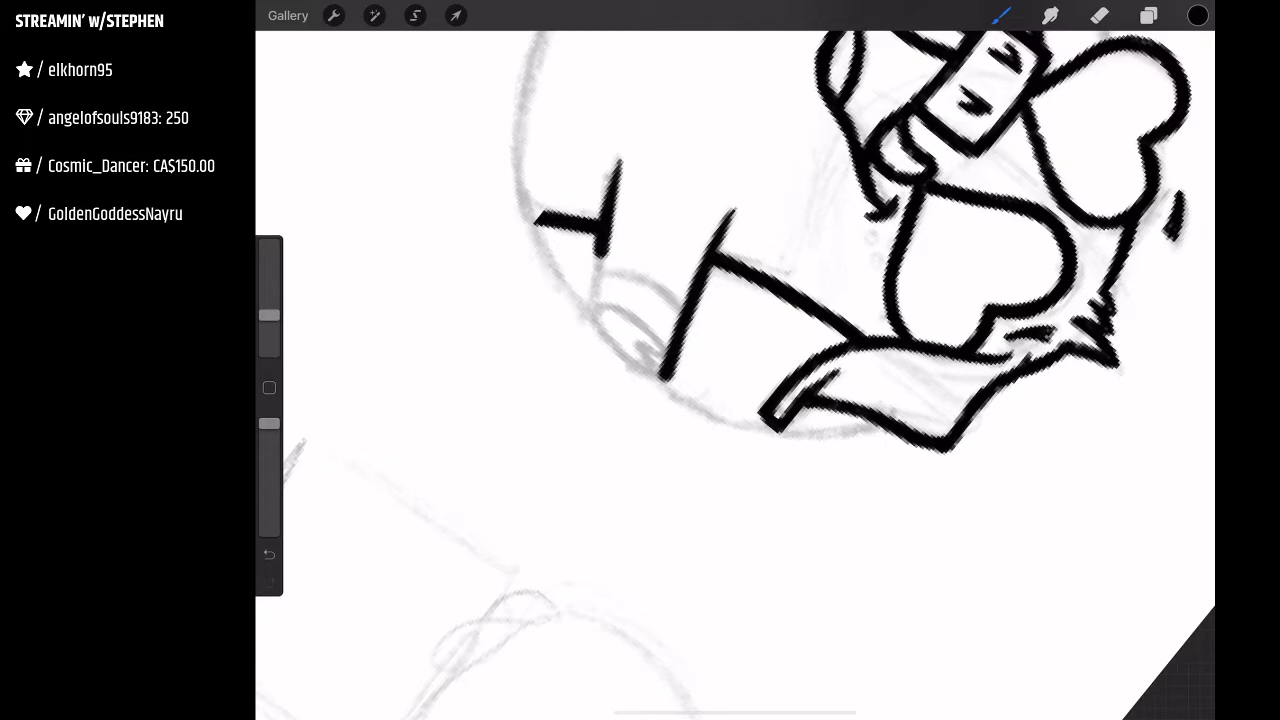 STREAMIN' w/STEPHEN
/ elkhorn95
/ angelofsouls9183: 250
/ Cosmic_Dancer: CA$150.00
/ GoldenGoddessNayru
Gallery